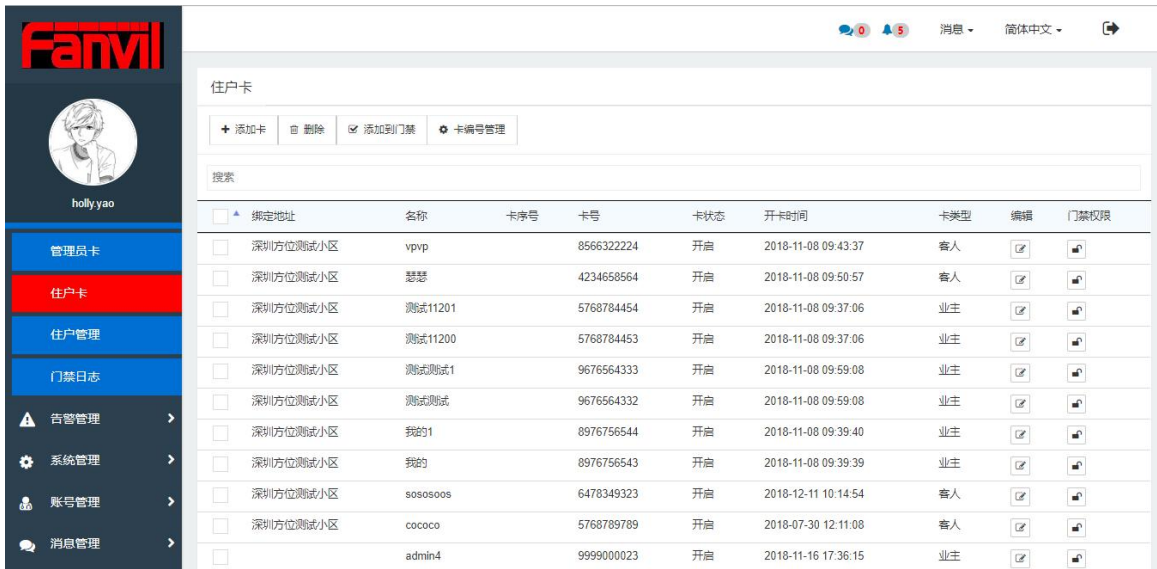 Fanvil
0 5 消息 简体中文
holly.yao
管理员卡
住户卡
住户管理
门禁日志
告警管理
系统管理
账号管理
消息管理
住户卡
添加卡 删除 添加到门禁 卡编号管理
搜索
绑定地址 名称 卡序号 卡号 卡状态 开卡时间 卡类型 编辑 门禁权限
深圳方位测试小区 vpvp 8566322224 开启 2018-11-08 09:43:37 客人
深圳方位测试小区 瑟瑟 4234658564 开启 2018-11-08 09:50:57 客人
深圳方位测试小区 测试11201 5768784454 开启 2018-11-08 09:37:06 业主
深圳方位测试小区 测试11200 5768784453 开启 2018-11-08 09:37:06 业主
深圳方位测试小区 测试测试1 9676564333 开启 2018-11-08 09:59:08 业主
深圳方位测试小区 测试测试 9676564332 开启 2018-11-08 09:59:08 业主
深圳方位测试小区 我的1 8976756544 开启 2018-11-08 09:39:40 业主
深圳方位测试小区 我的 8976756543 开启 2018-11-08 09:39:39 业主
深圳方位测试小区 sososoos 6478349323 开启 2018-12-11 10:14:54 客人
深圳方位测试小区 cococo 5768789789 开启 2018-07-30 12:11:08 客人
admin4 9999000023 开启 2018-11-16 17:36:15 业主